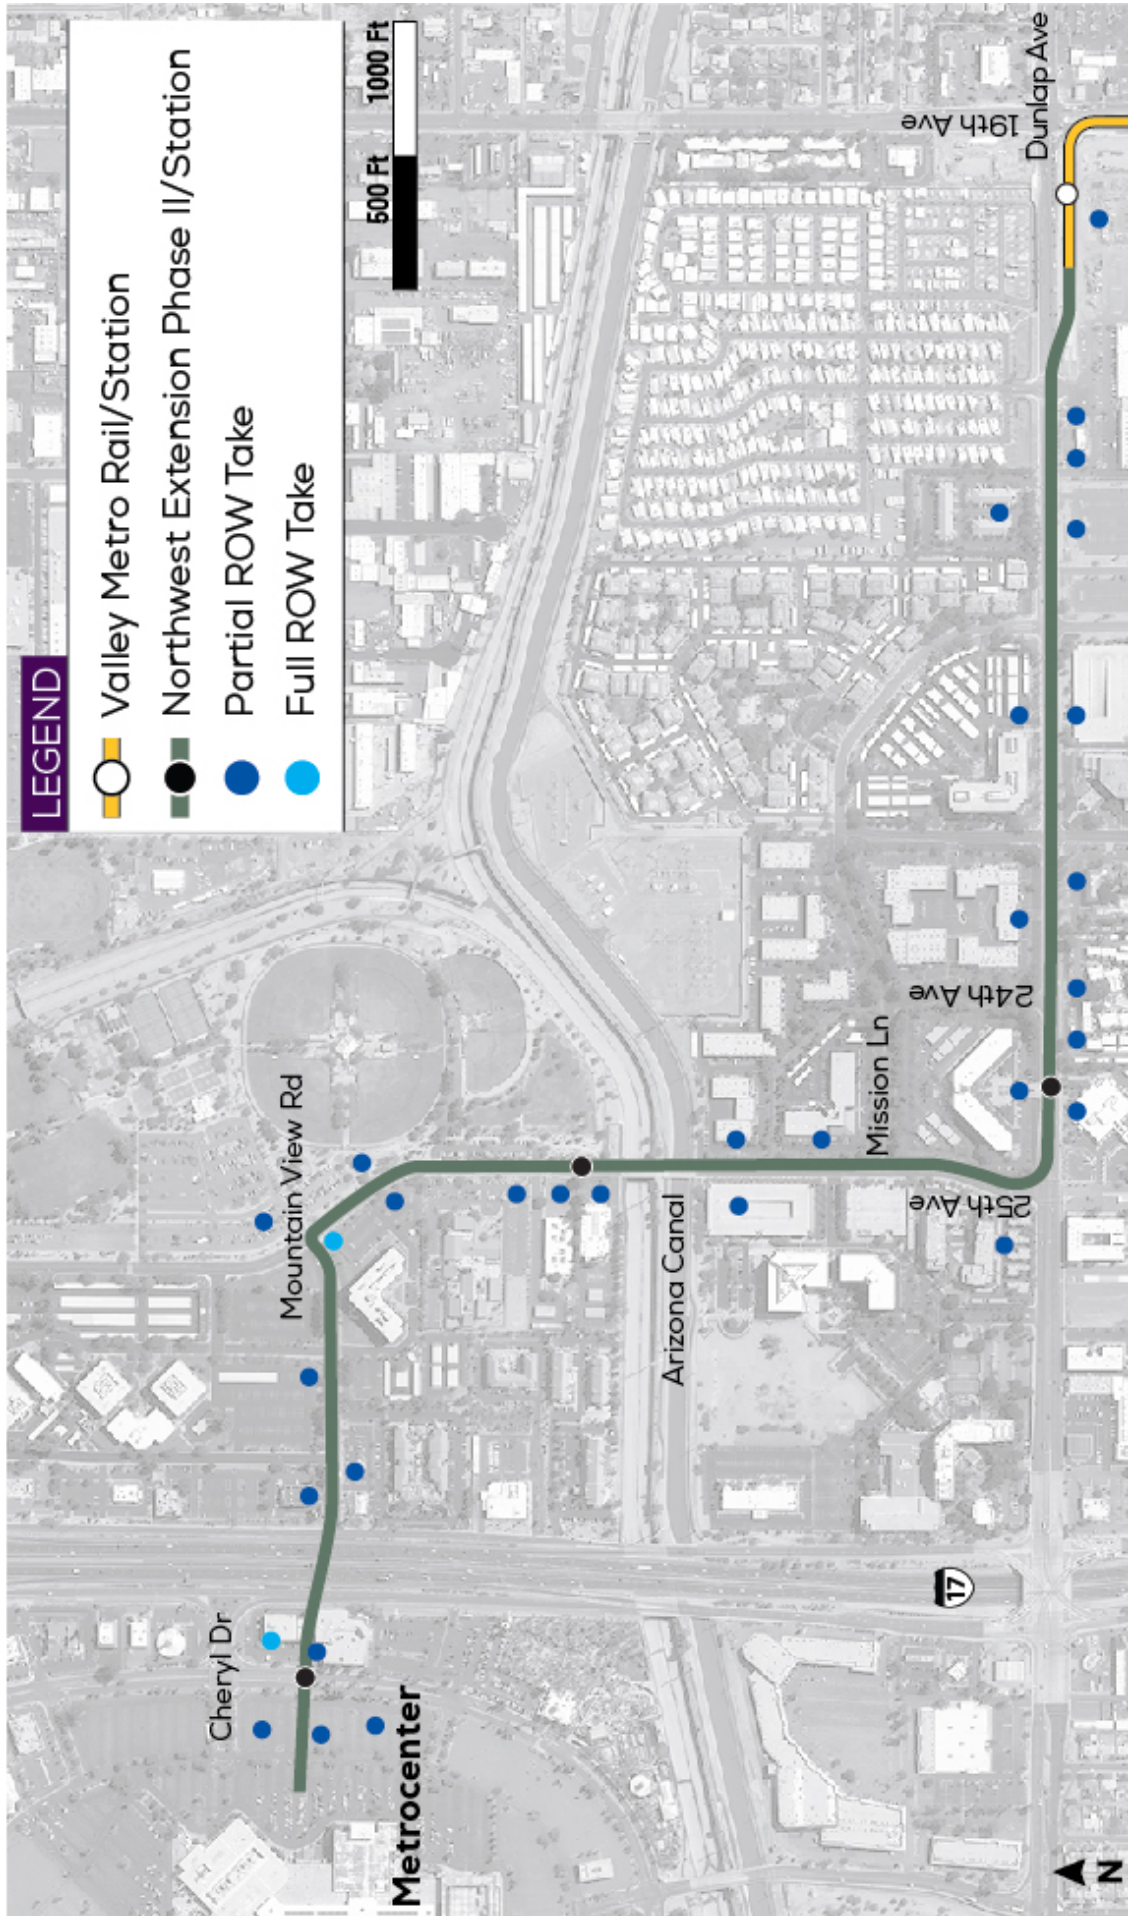 LEGEND
Valley Metro Rail/Station
Northwest Extension Phase II/Station
Partial ROW Take
Full ROW Take
500 Ft
1000 Ft
Cheryl Dr
Metrocenter
Mountain View Rd
Arizona Canal
Mission Ln
25th Ave
24th Ave
19th Ave
Dunlap Ave
17
N